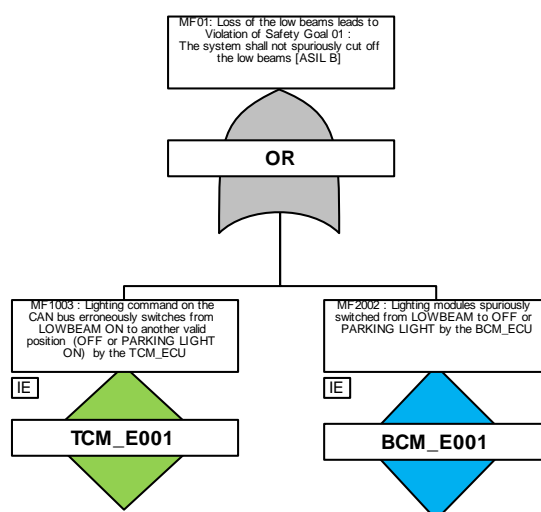 MF01: Loss of the low beams leads to
Violation of Safety Goal 01 :
The system shall not spuriously cut off
the low beams [ASIL B]
OR
MF1003 : Lighting command on the
CAN bus erroneously switches from
LOWBEAM ON to another valid
position (OFF or PARKING LIGHT
ON) by the TCM_ECU
IE
TCM_E001
MF2002 : Lighting modules spuriously
switched from LOWBEAM to OFF or
PARKING LIGHT by the BCM_ECU
IE
BCM_E001